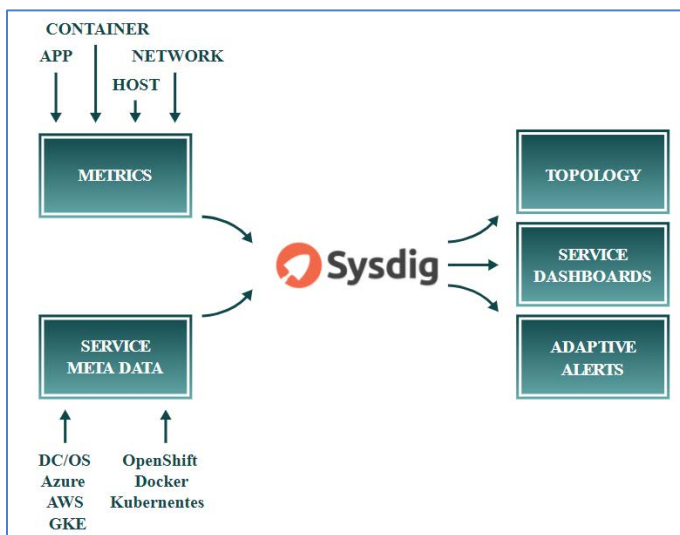 CONTAINER
APP
NETWORK
HOST
METRICS
TOPOLOGY
Sysdig
SERVICE
DASHBOARDS
SERVICE
META DATA
ADAPTIVE
ALERTS
DC/OS
Azure
AWS
GKE
OpenShift
Docker
Kubernentes